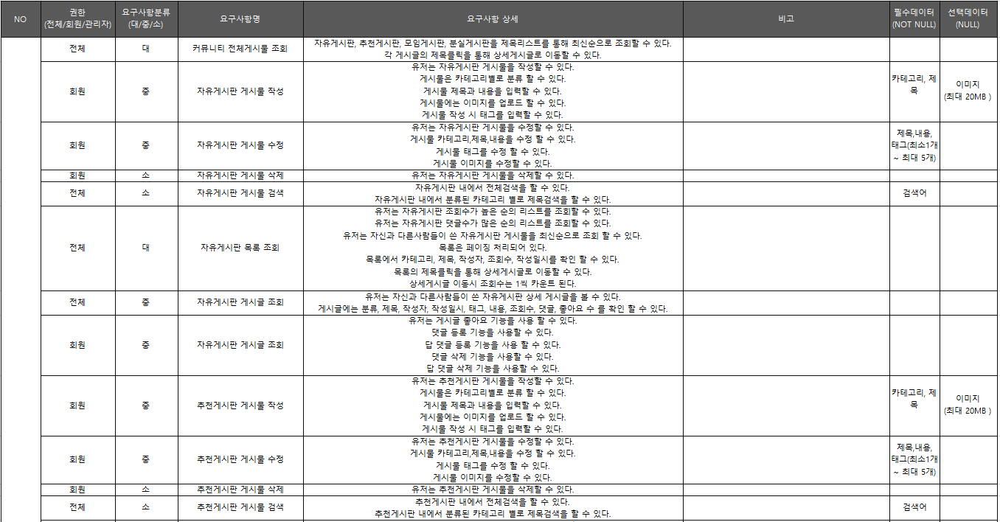 NO
권한
(전체/회원/관리자)
요구사항분류
(대/중/소)
요구사항명
요구사항 상세
비고
필수데이터
(NOT NULL)
선택데이터
(NULL)
전체
대
커뮤니티 전체게시물 조회
자유게시판, 추천게시판, 모임게시판, 분실게시판을 제목리스트를 통해 최신순으로 조회할 수 있다.
각 게시글의 제목클릭을 통해 상세게시글로 이동할 수 있다.
회원
중
자유게시판 게시물 작성
유저는 자유게시판 게시물을 작성할 수 있다.
게시물은 카테고리별로 분류 할 수 있다.
게시물 제목과 내용을 입력할 수 있다.
게시물에는 이미지를 업로드 할 수 있다.
게시물 작성 시 태그를 입력할 수 있다.
카테고리, 제
목
이미지
(최대 20MB )
회원
중
자유게시판 게시물 수정
유저는 자유게시판 게시물을 수정할 수 있다.
게시물 카테고리,제목,내용을 수정 할 수 있다.
게시물 태그를 수정 할 수 있다.
게시물 이미지를 수정할 수 있다.
제목,내용,
태그(최소1개
~ 최대 5개)
회원
소
자유게시판 게시물 삭제
유저는 자유게시판 게시물을 삭제할 수 있다.
전체
소
자유게시판 게시물 검색
자유게시판 내에서 전체검색을 할 수 있다.
자유게시판 내에서 분류된 카테고리 별로 제목검색을 할 수 있다.
검색어
전체
대
자유게시판 목록 조회
유저는 자유게시판 조회수가 높은 순의 리스트를 조회할 수 있다.
유저는 자유게시판 댓글수가 많은 순의 리스트를 조회할 수 있다.
유저는 자신과 다른사람들이 쓴 자유게시판 게시물을 최신순으로 조회 할 수 있다.
목록은 페이징 처리되어 있다.
목록에서 카테고리, 제목, 작성자, 조회수, 작성일시를 확인 할 수 있다.
목록의 제목클릭을 통해 상세게시글로 이동할 수 있다.
상세게시글 이동시 조회수는 1씩 카운트 된다.
전체
중
자유게시판 게시글 조회
유저는 자신과 다른사람들이 쓴 자유게시판 상세 게시글을 볼 수 있다.
게시글에는 분류, 제목, 작성자, 작성일시, 태그, 내용, 조회수, 댓글, 좋아요 수 를 확인 할 수 있다.
회원
중
자유게시판 게시글 조회
유저는 게시글 좋아요 기능을 사용 할 수 있다.
댓글 등록 기능을 사용할 수 있다.
답 댓글 등록 기능을 사용 할 수 있다.
댓글 삭제 기능을 사용할 수 있다.
답 댓글 삭제 기능을 사용할 수 있다.
회원
중
추천게시판 게시물 작성
유저는 추천게시판 게시물을 작성할 수 있다.
게시물은 카테고리별로 분류 할 수 있다.
게시물 제목과 내용을 입력할 수 있다.
게시물에는 이미지를 업로드 할 수 있다.
게시물 작성 시 태그를 입력할 수 있다.
카테고리, 제
목
이미지
(최대 20MB )
회원
중
추천게시판 게시물 수정
유저는 추천게시판 게시물을 수정할 수 있다.
게시물 카테고리,제목,내용을 수정 할 수 있다.
게시물 태그를 수정 할 수 있다.
게시물 이미지를 수정할 수 있다.
제목,내용,
태그(최소1개
~ 최대 5개)
회원
소
추천게시판 게시물 삭제
유저는 추천게시판 게시물을 삭제할 수 있다.
전체
소
추천게시판 게시물 검색
추천게시판 내에서 전체검색을 할 수 있다.
추천게시판 내에서 분류된 카테고리 별로 제목검색을 할 수 있다.
검색어